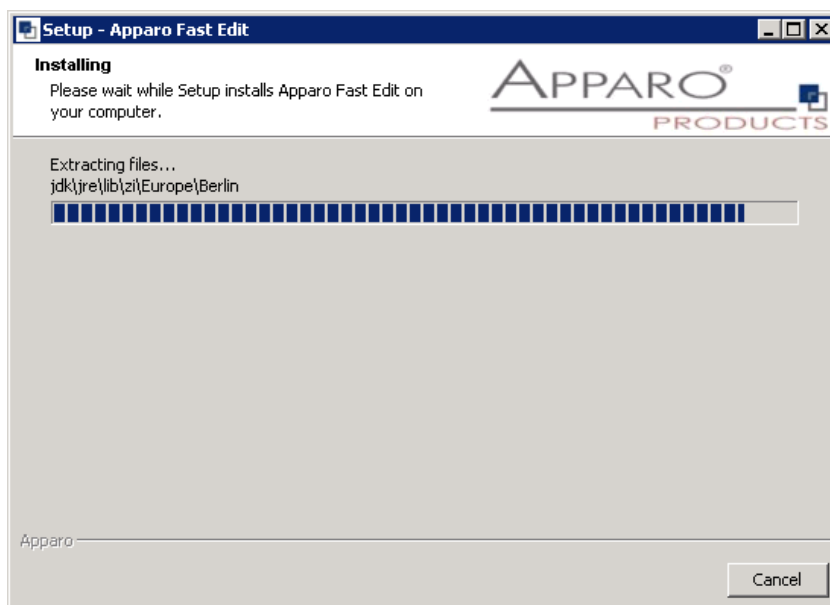 Setup - Apparo Fast Edit
Installing
Please wait while Setup installs Apparo Fast Edit on
your computer.
APPARO®
PRODUCTS
Extracting files...
jdk\jre\lib\zi\Europe\Berlin
Apparo
Cancel